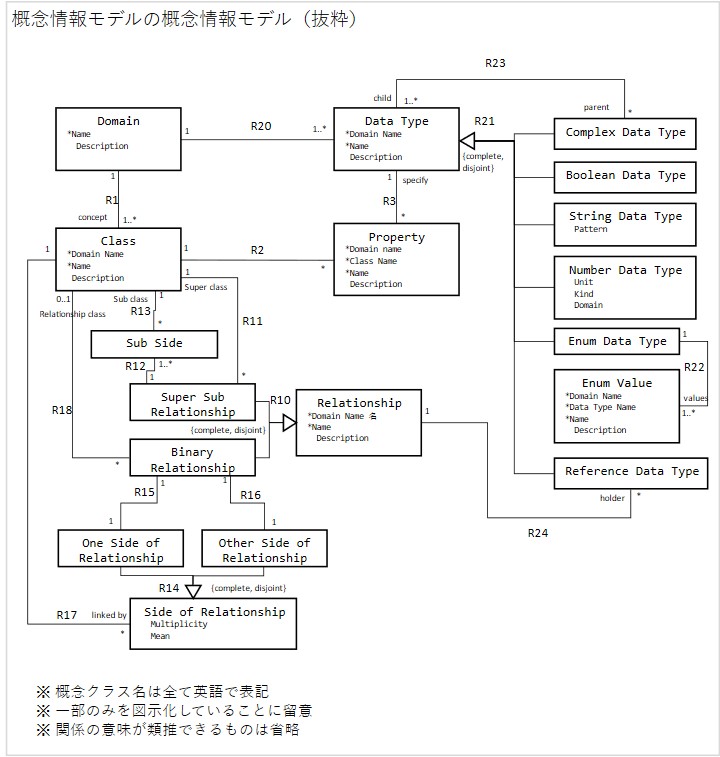 概念情報モデルの概念情報モデル（抜粋）
R23
child
1..*
parent
*
Domain
*Name
Description
1
R20
1..*
Data Type
*Domain Name
*Name
Description
R21
{complete,
disjoint}
Complex Data Type
Boolean Data Type
String Data Type
Pattern
Number Data Type
Unit
Kind
Domain
Enum Data Type
1
R22
Enum Value
*Domain Name
*Data Type Name
*Name
Description
values
1..*
Reference Data Type
holder
*
R24
1
R1
concept
1..*
1
specify
R3
*
Property
*Domain name
*Class Name
*Name
Description
1
Class
*Domain Name
*Name
Description
1
R2
*
1
Super class
0..1
Relationship class
Sub class
1
R13
*
R11
*
Sub Side
R12
1..*
1
Super Sub
Relationship
R10
{complete, disjoint}
Relationship
*Domain Name 名
*Name
Description
1
R18
*
Binary
Relationship
R15
1
1
R16
1
1
One Side of
Relationship
Other Side of
Relationship
R14
{complete, disjoint}
R17
linked by
*
Side of Relationship
Multiplicity
Mean
※ 概念クラス名は全て英語で表記
※ 一部のみを図示化していることに留意
※ 関係の意味が類推できるものは省略